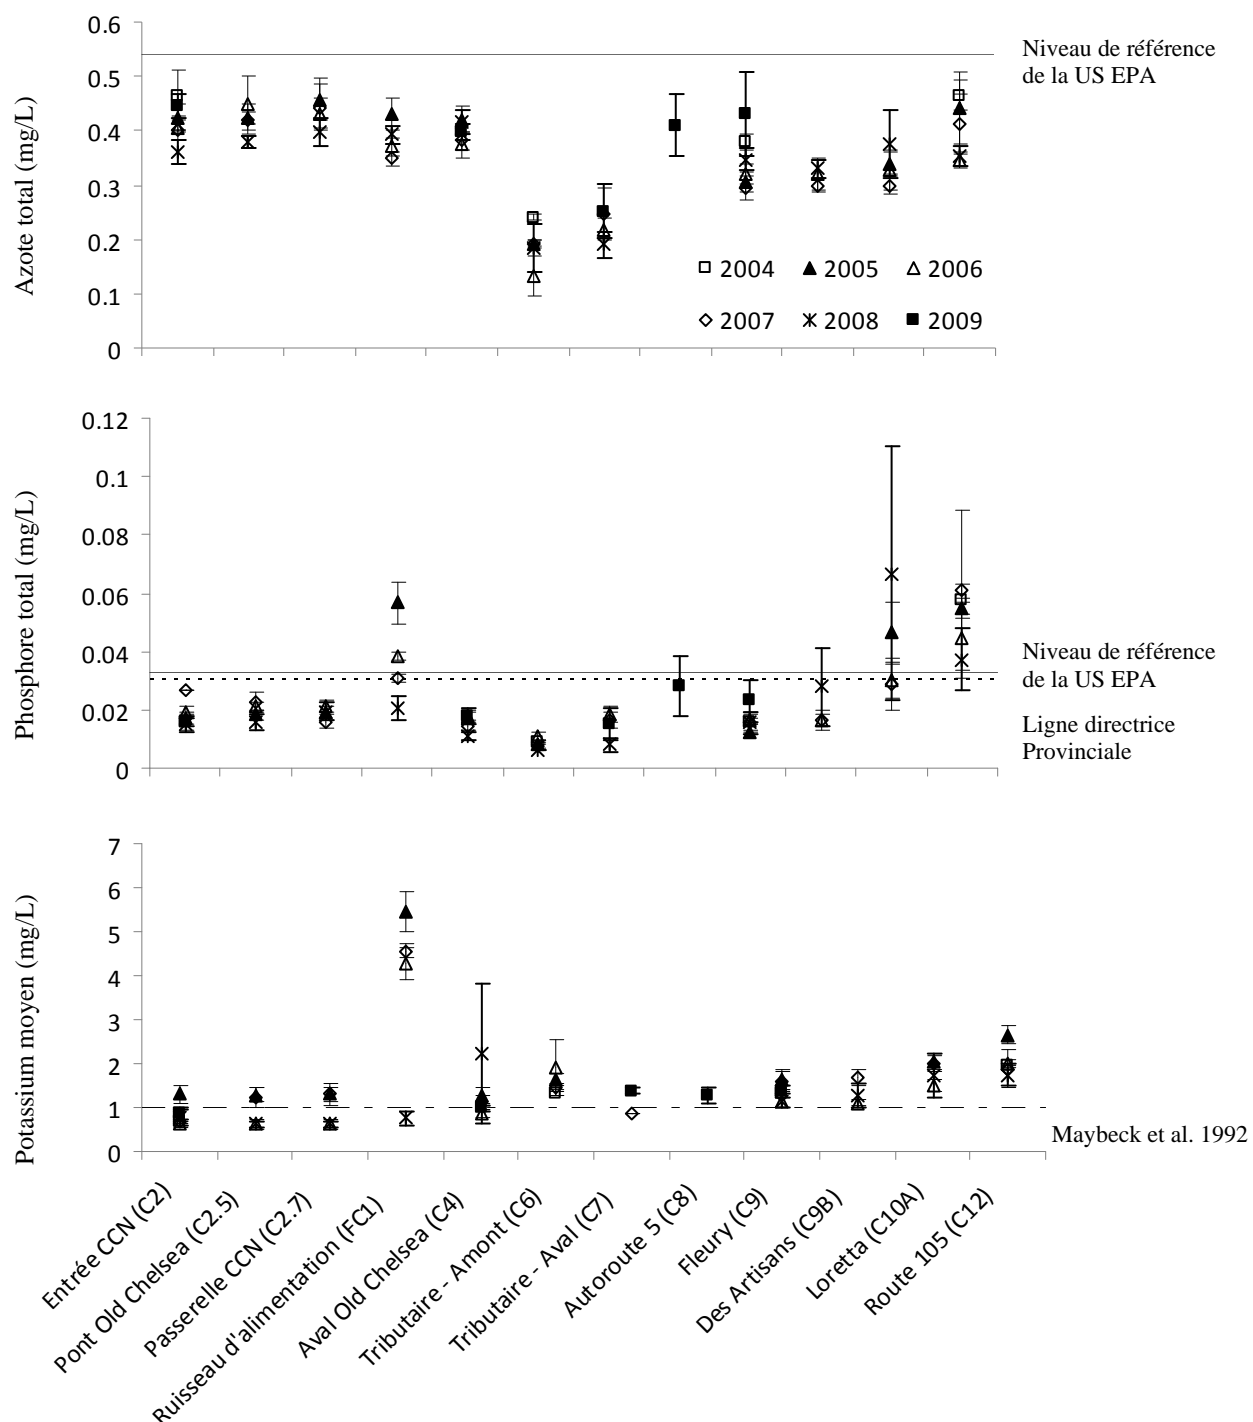 0.6
0.5
0.4
0.3
0.2
0.1
0
Azote total (mg/L)
Niveau de référence
de la US EPA
2004 2005 2006
2007 2008 2009
0.12
0.1
0.08
0.06
0.04
0.02
0
Phosphore total (mg/L)
Niveau de référence
de la US EPA
Ligne directrice
Provinciale
7
6
5
4
3
2
1
0
Potassium moyen (mg/L)
Maybeck et al. 1992
Entrée CCN (C2)
Pont Old Chelsea (C2.5)
Passerelle CCN (C2.7)
Ruisseau d'alimentation (FC1)
Aval Old Chelsea (C4)
Tributaire - Amont (C6)
Tributaire - Aval (C7)
Autoroute 5 (C8)
Fleury (C9)
Des Artisans (C9B)
Loretta (C10A)
Route 105 (C12)